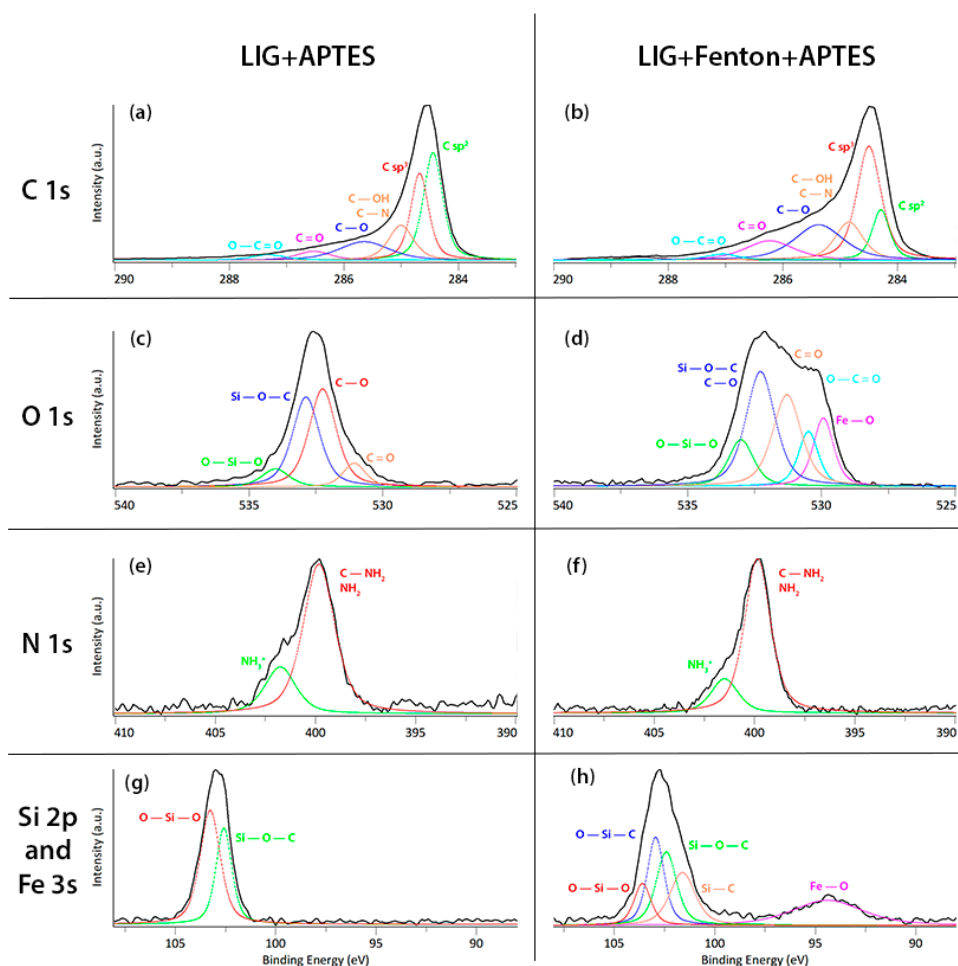 LIG+APTES
LIG+Fenton+APTES
C 1s
Intensity (a.u.)
(a)
C sp²
C sp³
C — OH
C — N
C — O
C = O
O — C = O
290 288 286 284
(b)
C sp³
C — OH
C — N
C — O
C sp²
C = O
O — C = O
290 288 286 284
O 1s
Intensity (a.u.)
(c)
C — O
Si — O — C
O — Si — O
C = O
540 535 530 525
(d)
C = O
Si — O — C
C — O
O — C = O
Fe — O
O — Si — O
540 535 530 525
N 1s
Intensity (a.u.)
(e)
C — NH₂
NH₂
NH₃⁺
410 405 400 395 390
(f)
C — NH₂
NH₂
NH₃⁺
410 405 400 395 390
Si 2p
and
Fe 3s
Intensity (a.u.)
(g)
O — Si — O
Si — O — C
105 100 95 90
Binding Energy (eV)
(h)
O — Si — C
Si — O — C
O — Si — O
Si — C
Fe — O
105 100 95 90
Binding Energy (eV)